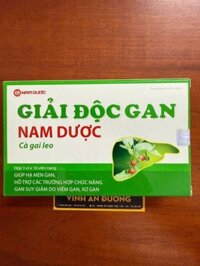 NAM DƯỢC
GIẢI ĐỘC GAN
NAM DƯỢC
Cà gai leo
Hộp 5 vỉ x 10 viên nang
GIÚP HẠ MEN GAN,
HỖ TRỢ CÁC TRƯỜNG HỢP CHỨC NĂNG
GAN SUY GIẢM DO VIÊM GAN, XƠ GAN
VĨNH AN ĐƯỜNG